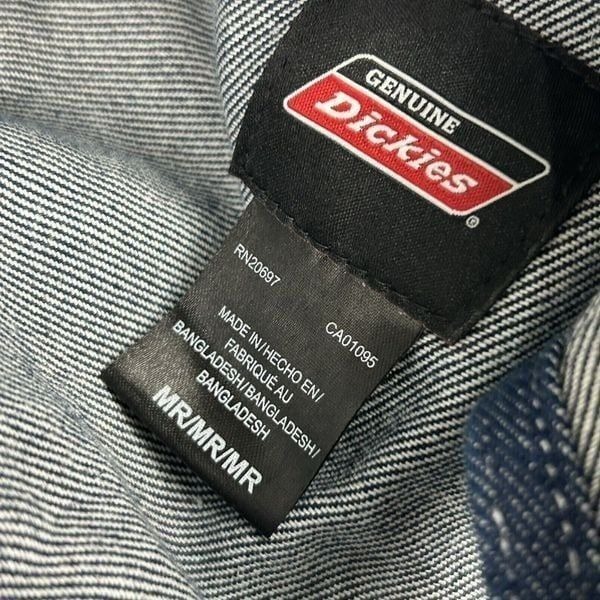 GENUINE
Dickies
®
RN20697 CA01095
MADE IN/HECHO EN/
FABRIQUÉ AU
BANGLADESH/BANGLADESH/
BANGLADESH
MR/MR/MR